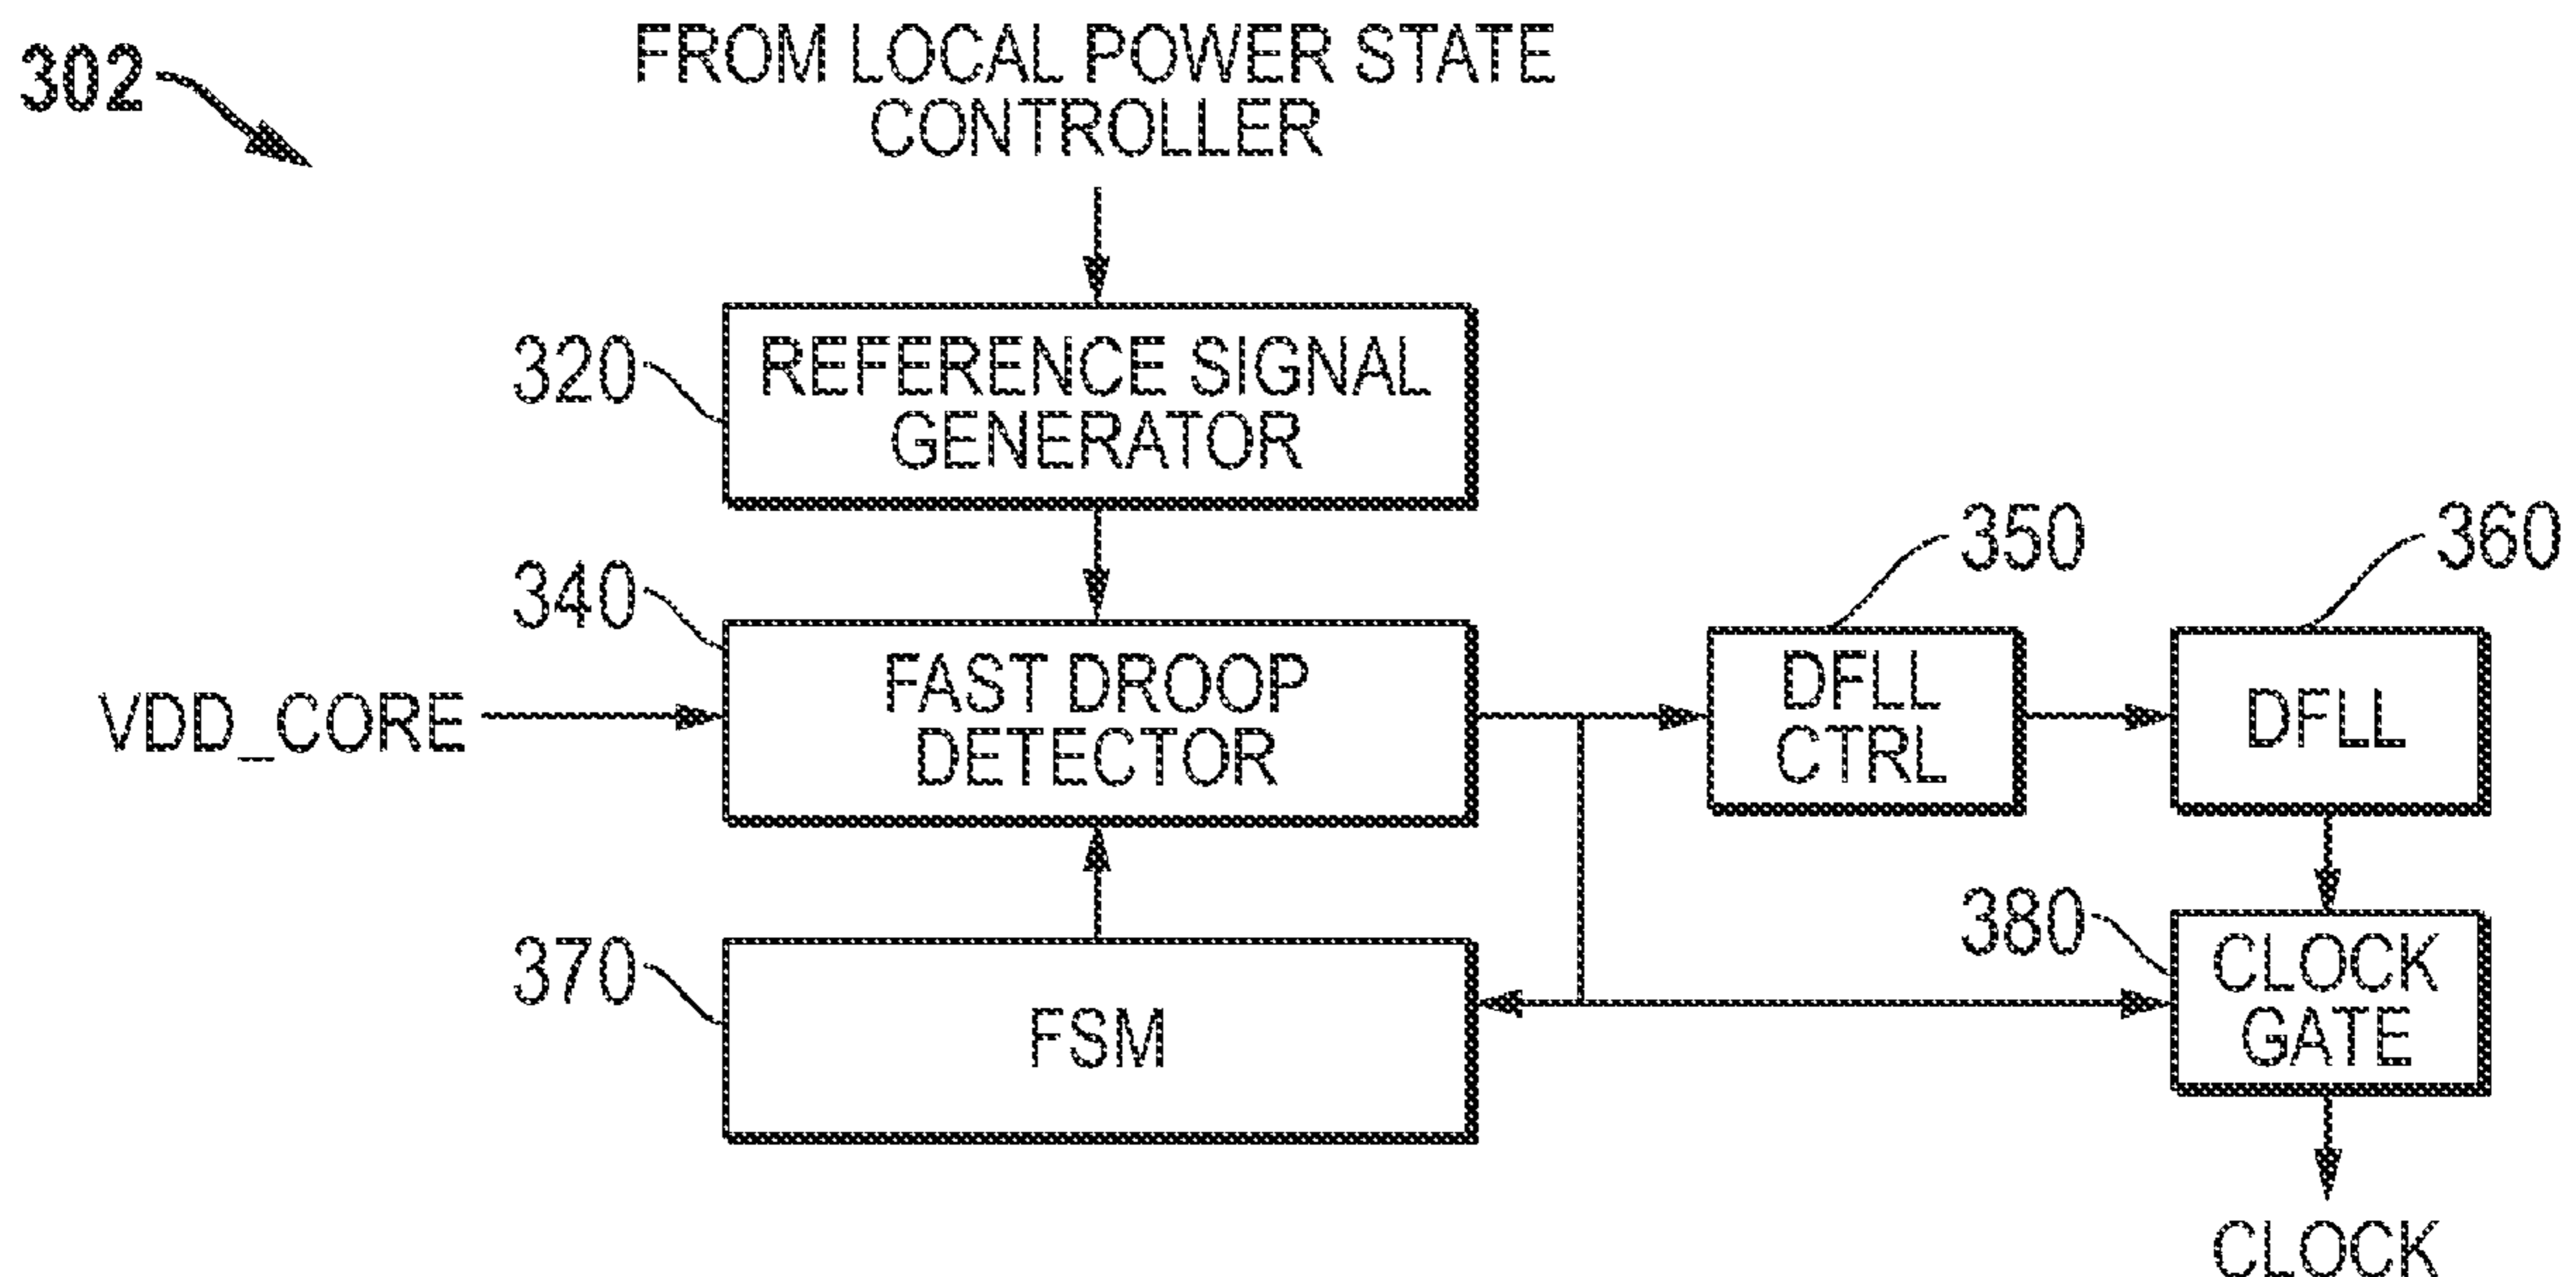 302
FROM LOCAL POWER STATE
CONTROLLER
320
REFERENCE SIGNAL
GENERATOR
340
FAST DROOP
DETECTOR
VDD_CORE
350
DFLL
CTRL
360
DFLL
370
FSM
380
CLOCK
GATE
CLOCK